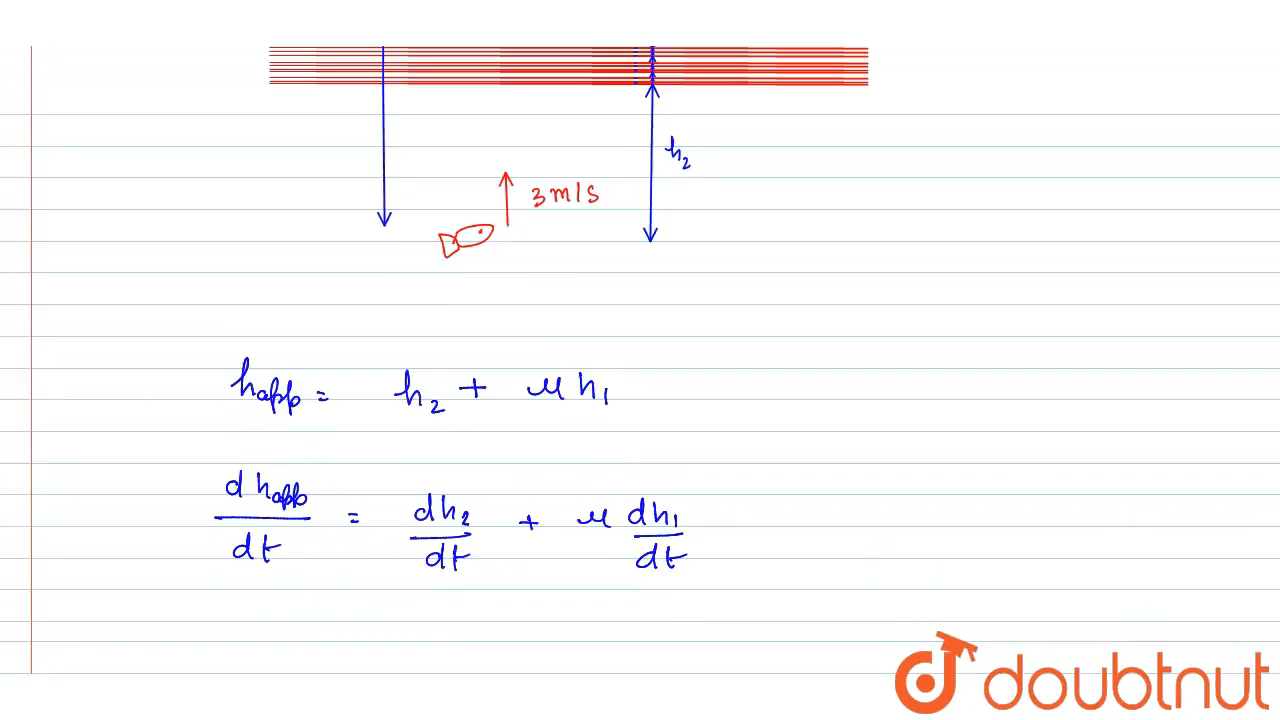 h₂
3 m/s
happ = h₂ + μ h₁
d happ / dt = dh₂ / dt + μ dh₁ / dt
doubtnut